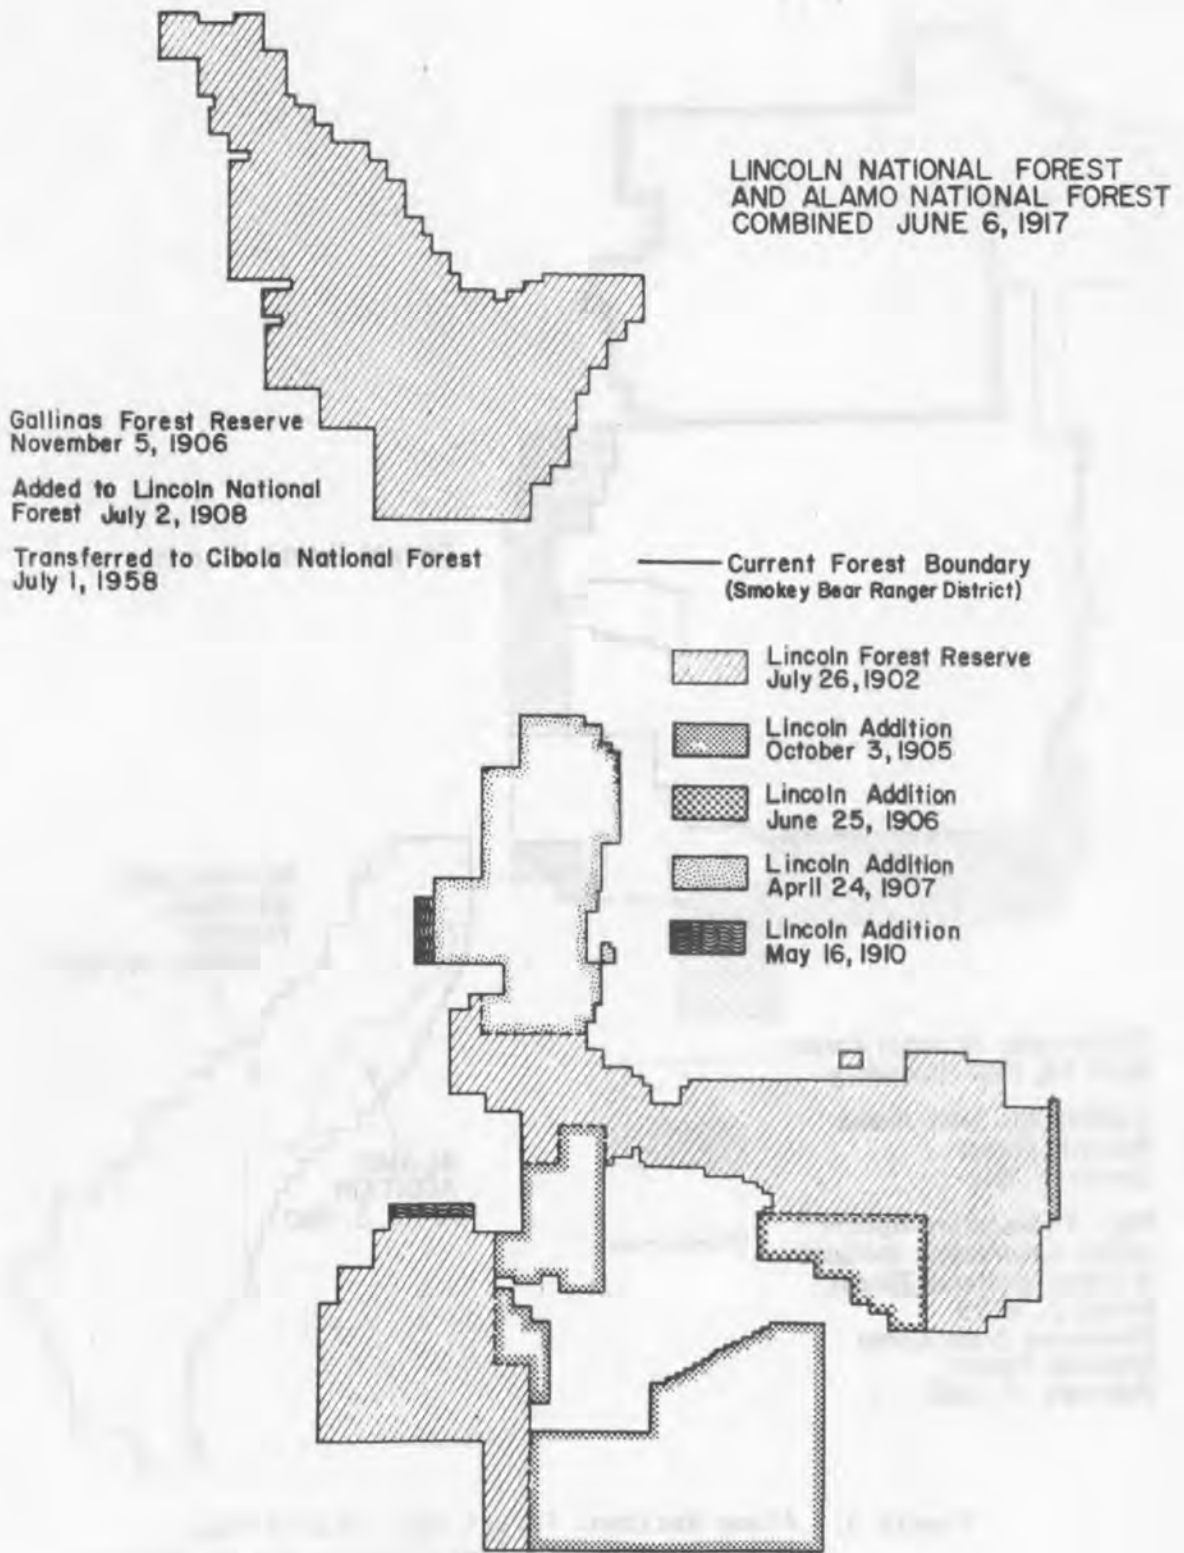 LINCOLN NATIONAL FOREST
AND ALAMO NATIONAL FOREST
COMBINED JUNE 6, 1917
Gallinas Forest Reserve
November 5, 1906
Added to Lincoln National
Forest July 2, 1908
Transferred to Cibola National Forest
July 1, 1958
Current Forest Boundary
(Smokey Bear Ranger District)
Lincoln Forest Reserve
July 26, 1902
Lincoln Addition
October 3, 1905
Lincoln Addition
June 25, 1906
Lincoln Addition
April 24, 1907
Lincoln Addition
May 16, 1910